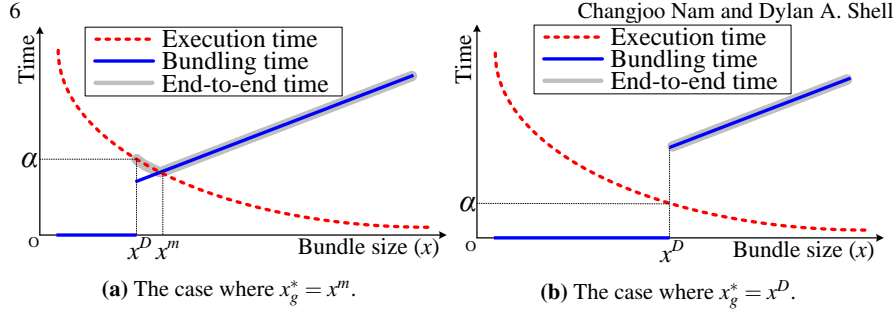 6
Changjoo Nam and Dylan A. Shell
Time
Execution time
Bundling time
End-to-end time
α
O
x^D
x^m
Bundle size (x)
(a) The case where x_g^* = x^m.
Time
Execution time
Bundling time
End-to-end time
α
O
x^D
Bundle size (x)
(b) The case where x_g^* = x^D.